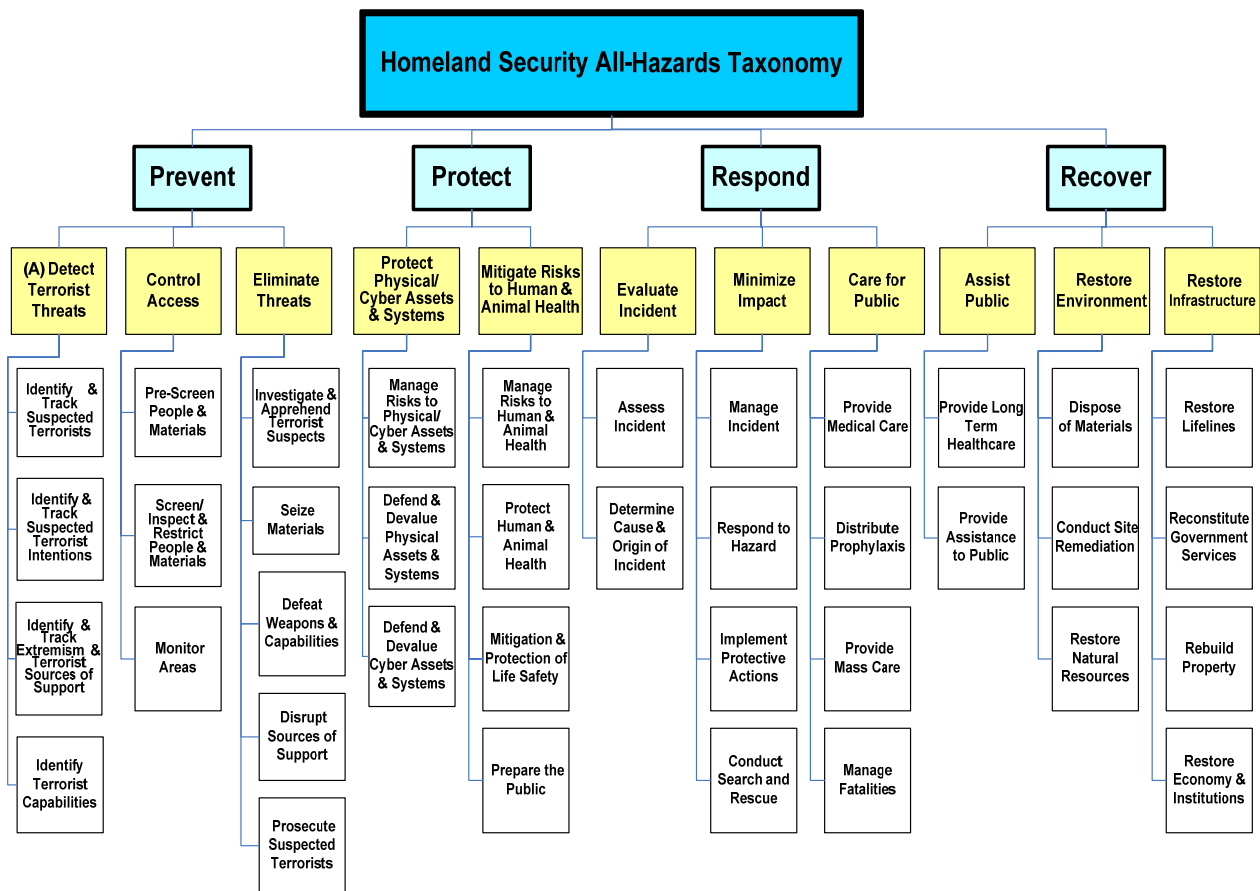 Homeland Security All-Hazards Taxonomy
Prevent
Protect
Respond
Recover
(A) Detect
Terrorist
Threats
Control
Access
Eliminate
Threats
Protect
Physical/
Cyber Assets
& Systems
Mitigate Risks
to Human &
Animal Health
Evaluate
Incident
Minimize
Impact
Care for
Public
Assist
Public
Restore
Environment
Restore
Infrastructure
Identify &
Track
Suspected
Terrorists
Identify &
Track
Suspected
Terrorist
Intentions
Identify &
Track
Extremism &
Terrorist
Sources of
Support
Identify
Terrorist
Capabilities
Pre-Screen
People &
Materials
Screen/
Inspect &
Restrict
People &
Materials
Monitor
Areas
Investigate &
Apprehend
Terrorist
Suspects
Seize
Materials
Defeat
Weapons &
Capabilities
Disrupt
Sources of
Support
Prosecute
Suspected
Terrorists
Manage
Risks to
Physical/
Cyber Assets
& Systems
Defend &
Devalue
Physical
Assets &
Systems
Defend &
Devalue
Cyber Assets
& Systems
Manage
Risks to
Human &
Animal
Health
Protect
Human &
Animal
Health
Mitigation &
Protection of
Life Safety
Prepare the
Public
Assess
Incident
Determine
Cause &
Origin of
Incident
Manage
Incident
Respond to
Hazard
Implement
Protective
Actions
Conduct
Search and
Rescue
Provide
Medical Care
Distribute
Prophylaxis
Provide
Mass Care
Manage
Fatalities
Provide Long
Term
Healthcare
Provide
Assistance
to Public
Dispose
of Materials
Conduct Site
Remediation
Restore
Natural
Resources
Restore
Lifelines
Reconstitute
Government
Services
Rebuild
Property
Restore
Economy &
Institutions